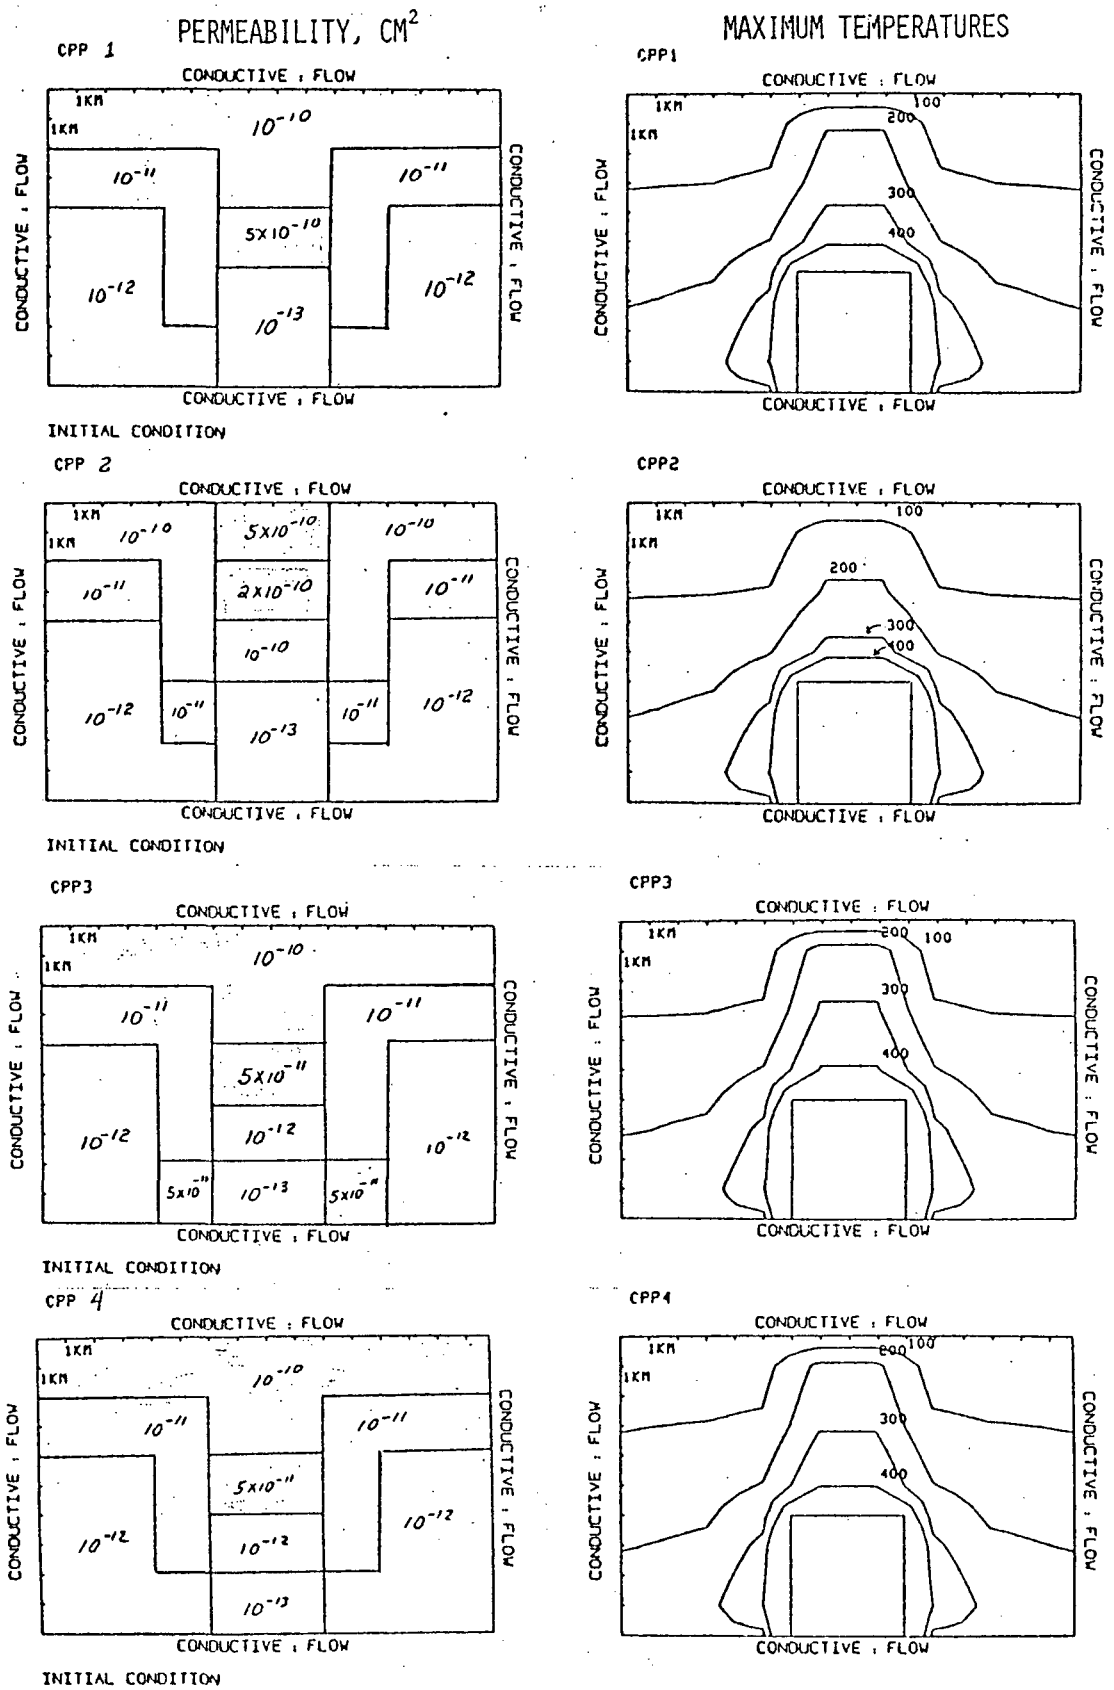 PERMEABILITY, CM²
MAXIMUM TEMPERATURES
CPP 1
CONDUCTIVE : FLOW
1KM
1KM
10⁻¹⁰
10⁻¹¹
10⁻¹¹
5X10⁻¹⁰
10⁻¹²
10⁻¹²
10⁻¹³
CONDUCTIVE : FLOW
CONDUCTIVE : FLOW
CONDUCTIVE : FLOW
INITIAL CONDITION
CPP1
CONDUCTIVE : FLOW
1KM
1KM
100
200
300
400
CONDUCTIVE : FLOW
CONDUCTIVE : FLOW
CONDUCTIVE : FLOW
CPP 2
CONDUCTIVE : FLOW
1KM
1KM
10⁻¹⁰
5X10⁻¹⁰
10⁻¹⁰
10⁻¹¹
2X10⁻¹⁰
10⁻¹¹
10⁻¹⁰
10⁻¹²
10⁻¹¹
10⁻¹³
10⁻¹¹
10⁻¹²
CONDUCTIVE : FLOW
CONDUCTIVE : FLOW
CONDUCTIVE : FLOW
INITIAL CONDITION
CPP2
CONDUCTIVE : FLOW
1KM
1KM
100
200
300
400
CONDUCTIVE : FLOW
CONDUCTIVE : FLOW
CONDUCTIVE : FLOW
CPP3
CONDUCTIVE : FLOW
1KM
1KM
10⁻¹⁰
10⁻¹¹
10⁻¹¹
5X10⁻¹¹
10⁻¹²
10⁻¹²
10⁻¹²
5X10⁻¹¹
10⁻¹³
5X10⁻¹¹
CONDUCTIVE : FLOW
CONDUCTIVE : FLOW
CONDUCTIVE : FLOW
INITIAL CONDITION
CPP3
CONDUCTIVE : FLOW
1KM
1KM
200
100
300
400
CONDUCTIVE : FLOW
CONDUCTIVE : FLOW
CONDUCTIVE : FLOW
CPP 4
CONDUCTIVE : FLOW
1KM
1KM
10⁻¹⁰
10⁻¹¹
10⁻¹¹
5X10⁻¹¹
10⁻¹²
10⁻¹²
10⁻¹²
10⁻¹³
CONDUCTIVE : FLOW
CONDUCTIVE : FLOW
CONDUCTIVE : FLOW
INITIAL CONDITION
CPP4
CONDUCTIVE : FLOW
1KM
1KM
200
100
300
400
CONDUCTIVE : FLOW
CONDUCTIVE : FLOW
CONDUCTIVE : FLOW